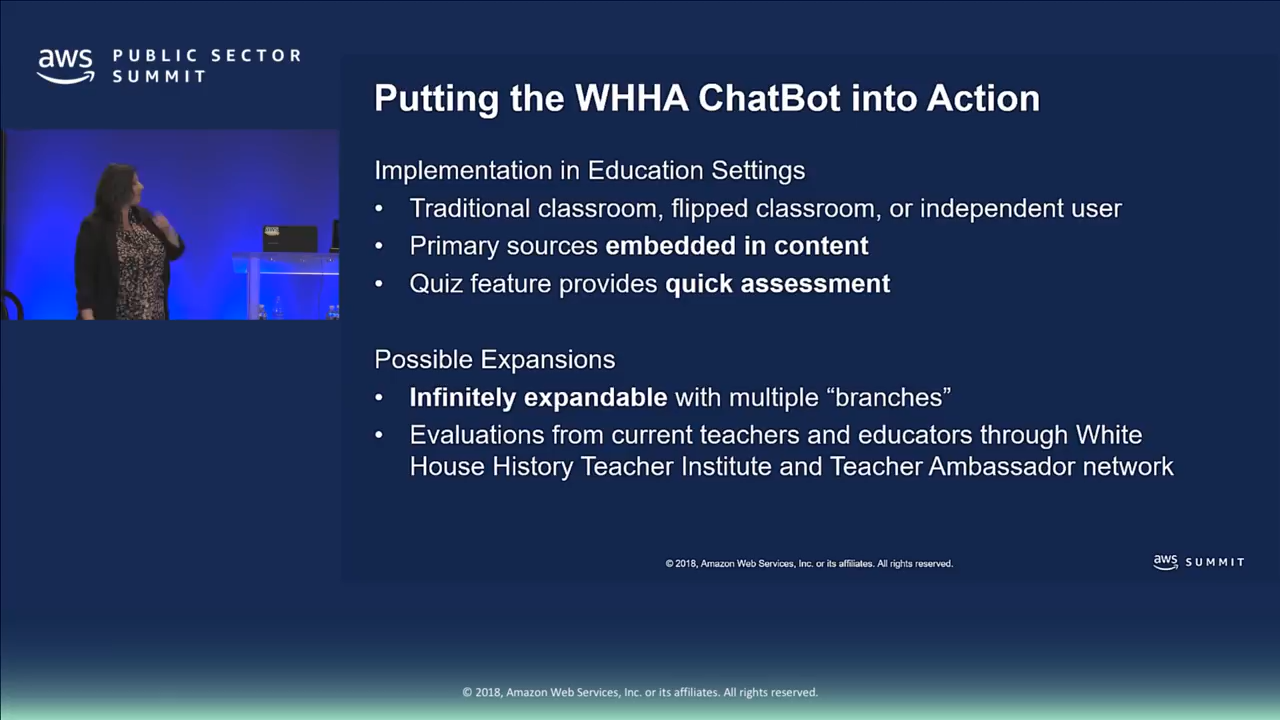 aws PUBLIC SECTOR
SUMMIT
Putting the WHHA ChatBot into Action
Implementation in Education Settings
• Traditional classroom, flipped classroom, or independent user
• Primary sources embedded in content
• Quiz feature provides quick assessment
Possible Expansions
• Infinitely expandable with multiple “branches”
• Evaluations from current teachers and educators through White
House History Teacher Institute and Teacher Ambassador network
© 2018, Amazon Web Services, Inc. or its affiliates. All rights reserved.
aws SUMMIT
© 2018, Amazon Web Services, Inc. or its affiliates. All rights reserved.